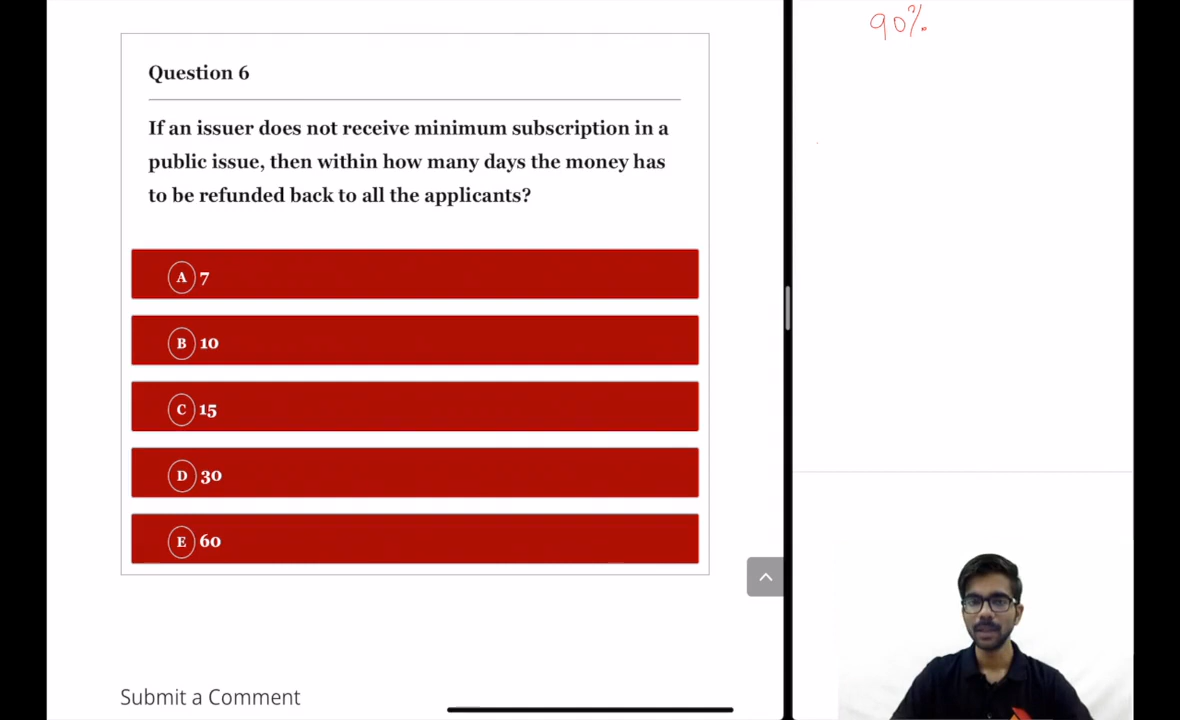 90%
Question 6
If an issuer does not receive minimum subscription in a
public issue, then within how many days the money has
to be refunded back to all the applicants?
A 7
B 10
C 15
D 30
E 60
Submit a Comment